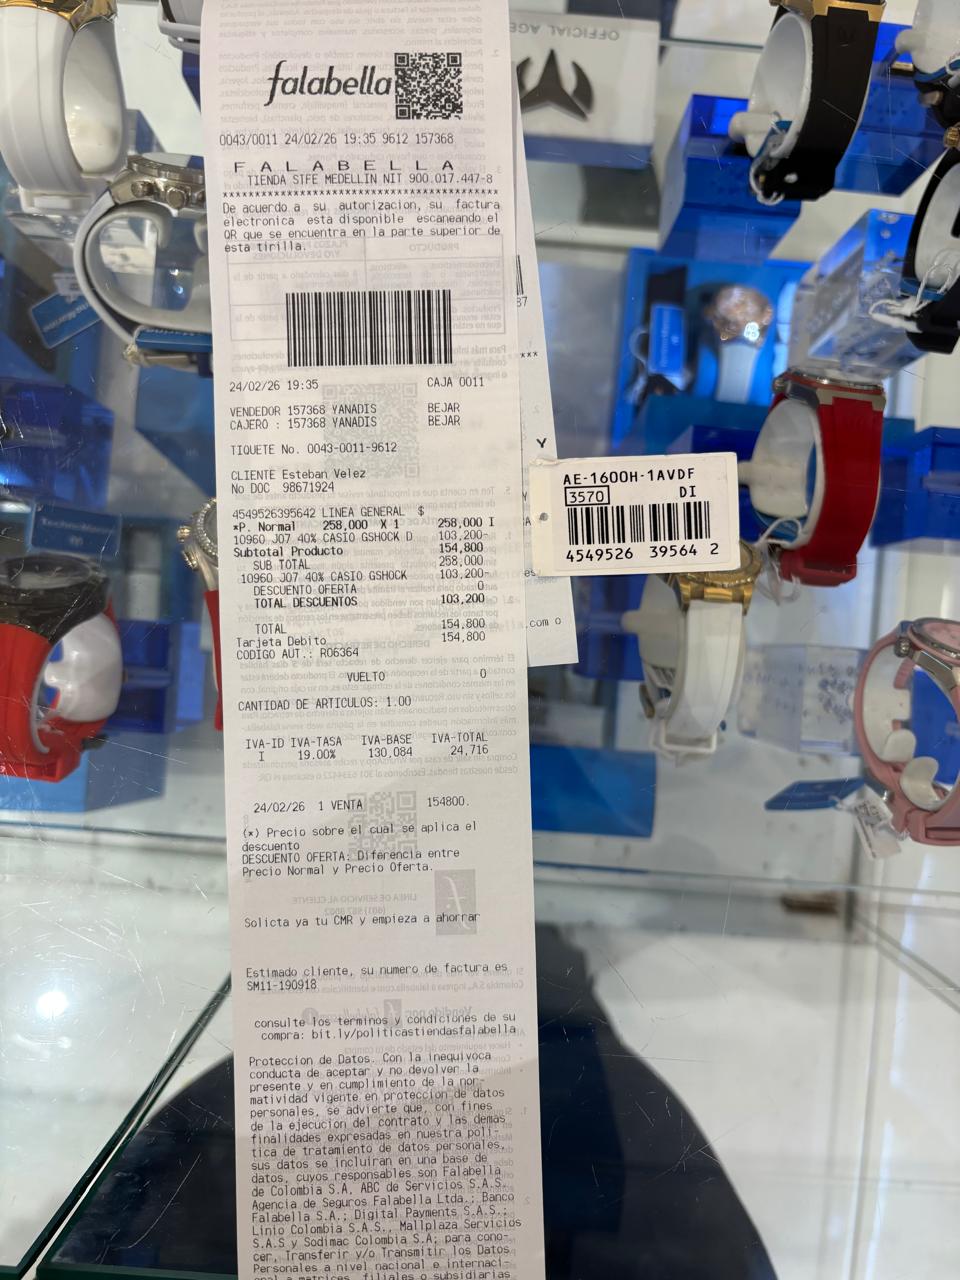 falabella
0043/0011 24/02/26 19:35 9612 157368
F A L A B E L L A
TIENDA STFE MEDELLIN NIT 900.017.447-8
****************************************
De acuerdo a su autorizacion, su factura
electronica esta disponible escaneando el
QR que se encuentra en la parte superior de
esta tirilla.
24/02/26 19:35 CAJA 0011
VENDEDOR 157368 YANADIS BEJAR
CAJERO : 157368 YANADIS BEJAR
TIQUETE No. 0043-0011-9612
CLIENTE Esteban Velez
No DOC 98671924
4549526395642 LINEA GENERAL $
*P. Normal 258,000 X 1 258,000 I
10960 J07 40% CASIO GSHOCK D 103,200-
Subtotal Producto 154,800
SUB TOTAL 258,000
10960 J07 40% CASIO GSHOCK 103,200-
DESCUENTO OFERTA 0
TOTAL DESCUENTOS 103,200
TOTAL 154,800
Tarjeta Debito 154,800
CODIGO AUT.: R06364
VUELTO 0
CANTIDAD DE ARTICULOS: 1.00
IVA-ID IVA-TASA IVA-BASE IVA-TOTAL
I 19.00% 130,084 24,716
24/02/26 1 VENTA 154800.
(*) Precio sobre el cual se aplica el
descuento
DESCUENTO OFERTA: Diferencia entre
Precio Normal y Precio Oferta.
Solicta ya tu CMR y empieza a ahorrar
Estimado cliente, su numero de factura es
SM11-190918
consulte los terminos y condiciones de su
compra: bit.ly/politicastiendasfalabella
Proteccion de Datos. Con la inequivoca
conducta de aceptar y no devolver la
presente y en cumplimiento de la nor-
matividad vigente en proteccion de datos
personales, se advierte que, con fines
de la ejecucion del contrato y las demas
finalidades expresadas en nuestra poli-
tica de tratamiento de datos personales,
sus datos se incluiran en una base de
datos, cuyos responsables son Falabella
de Colombia S.A, ABC de Servicios S.A.S,
Agencia de Seguros Falabella Ltda.; Banco
Falabella S.A.; Digital Payments S.A.S.;
Linio Colombia S.A.S., Mallplaza Servicios
S.A.S y Sodimac Colombia S.A; para cono-
cer, Transferir y/o Transmitir los Datos
Personales a nivel nacional e internaci-
onal a matrices, filiales o subsidiarias
AE-1600H-1AVDF
3570 DI
4549526 39564 2
87
***
Y
.com o
OFFICIAL AGE